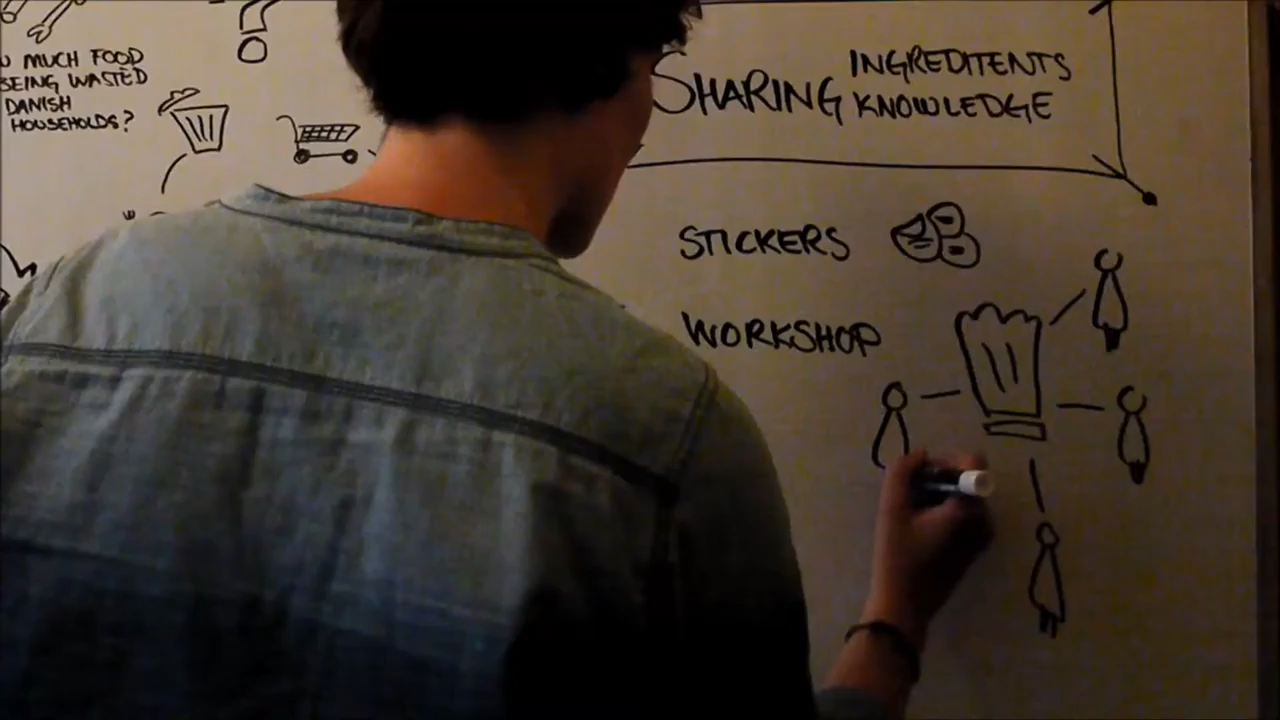 MUCH FOOD
BEING WASTED
DANISH
HOUSEHOLDS?
?
SHARING
INGREDITENTS
KNOWLEDGE
STICKERS
WORKSHOP